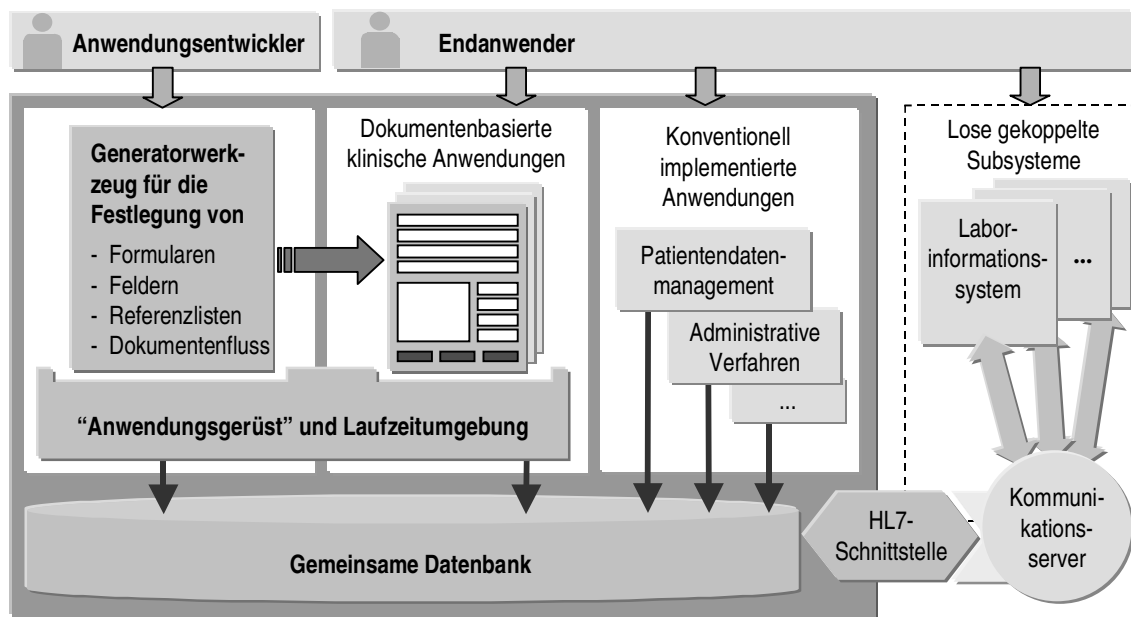 Anwendungsentwickler
Endanwender
Generatorwerk-
zeug für die
Festlegung von
- Formularen
- Feldern
- Referenzlisten
- Dokumentenfluss
Dokumentenbasierte
klinische Anwendungen
Konventionell
implementierte
Anwendungen
Patientendaten-
management
Administrative
Verfahren
...
Lose gekoppelte
Subsysteme
Labor-
informations-
system
...
“Anwendungsgerüst” und Laufzeitumgebung
Gemeinsame Datenbank
HL7-
Schnittstelle
Kommuni-
kations-
server